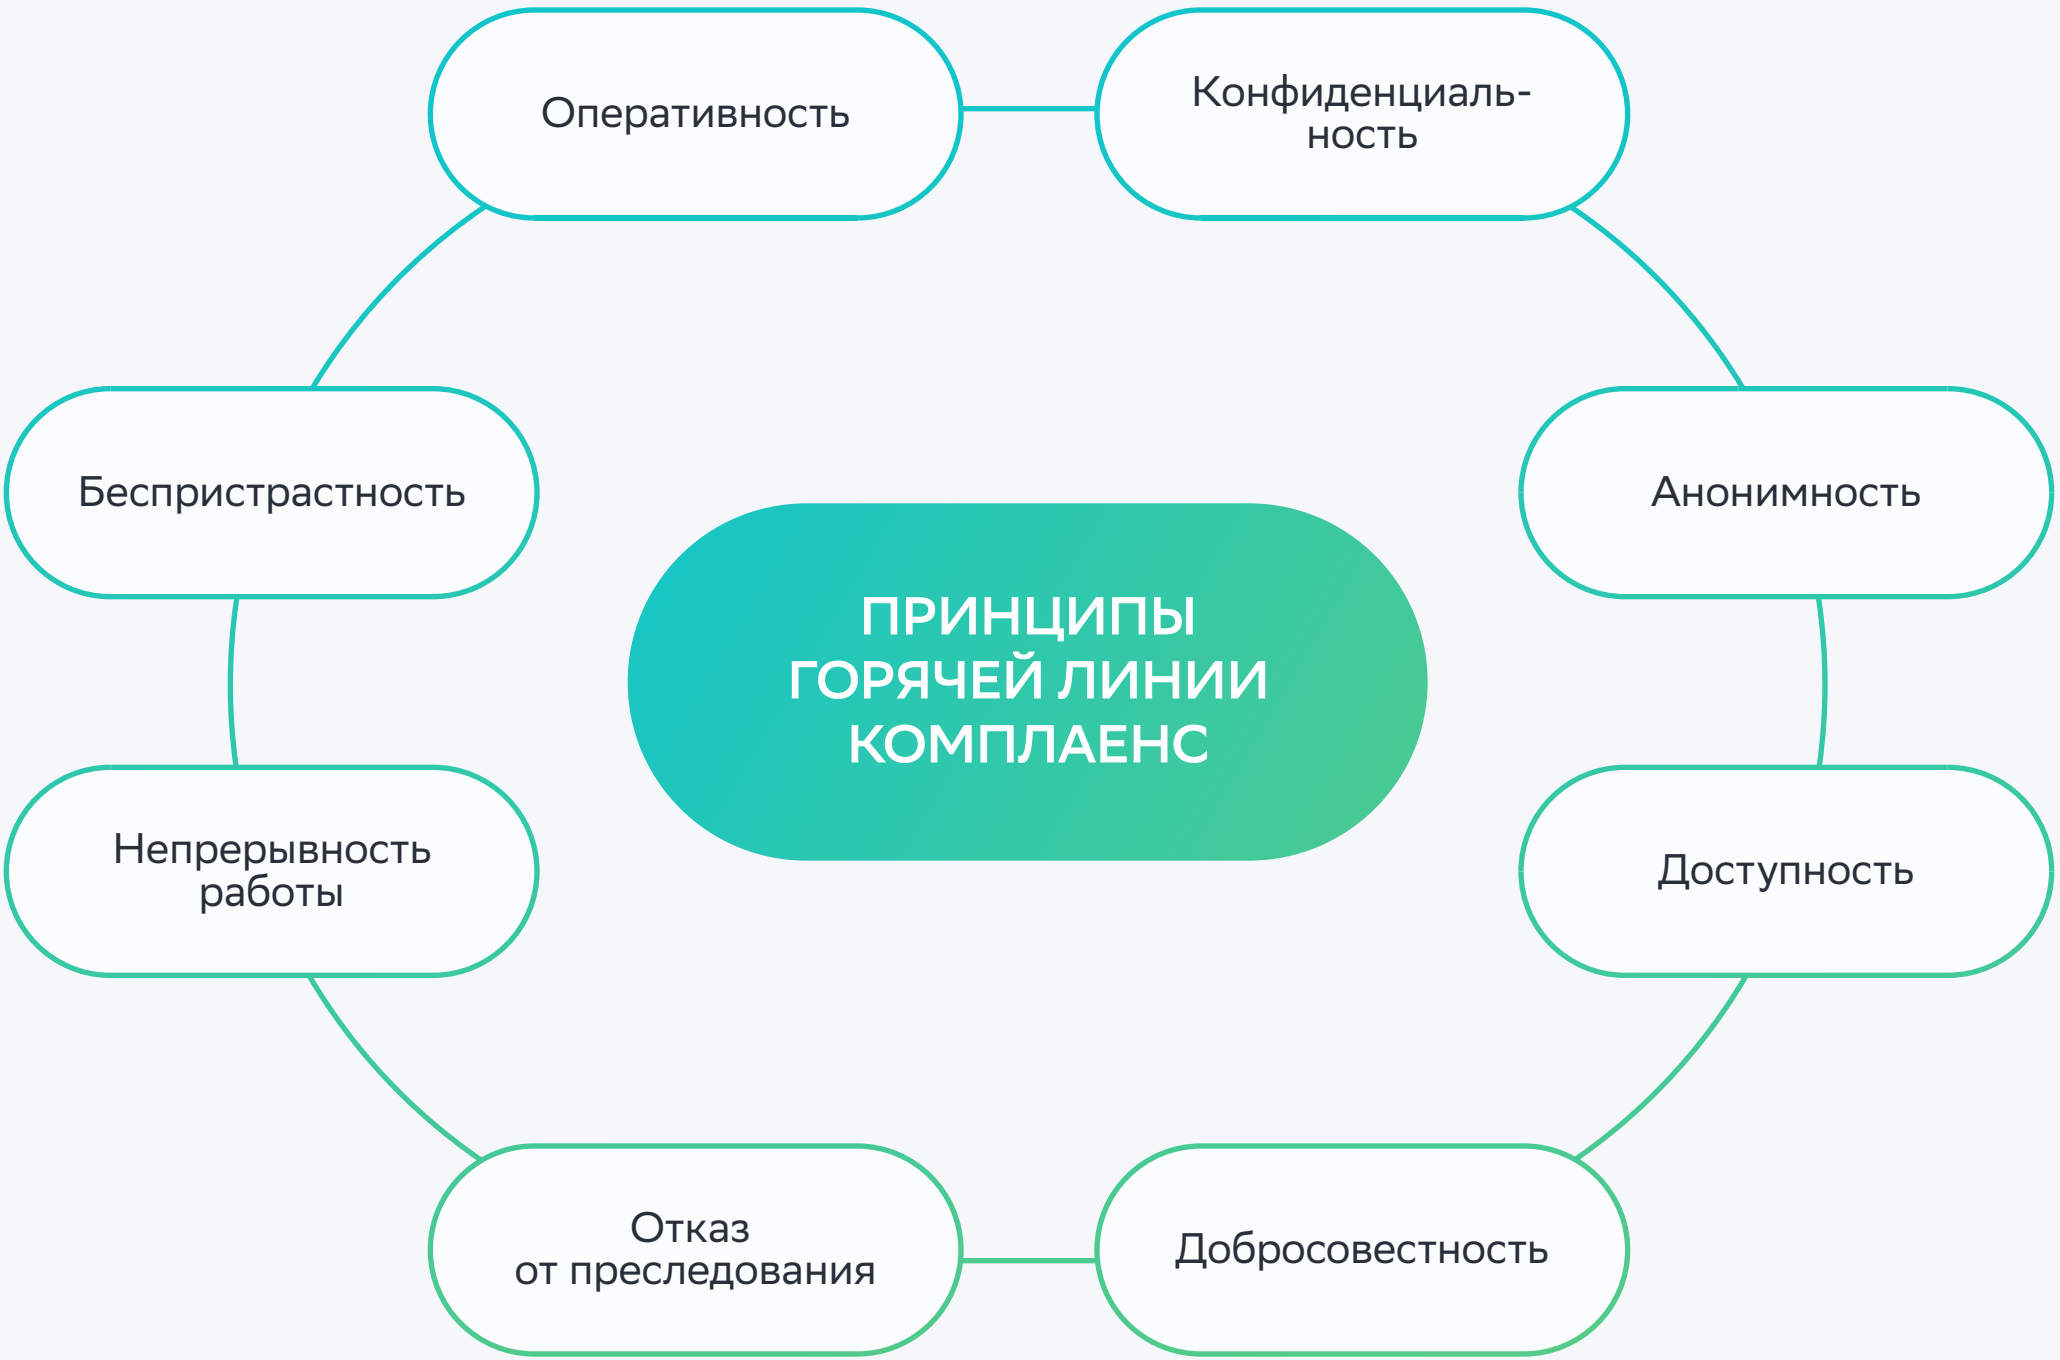 Оперативность
Конфиденциаль-
ность
Беспристрастность
Анонимность
ПРИНЦИПЫ
ГОРЯЧЕЙ ЛИНИИ
КОМПЛАЕНС
Непрерывность
работы
Доступность
Отказ
от преследования
Добросовестность